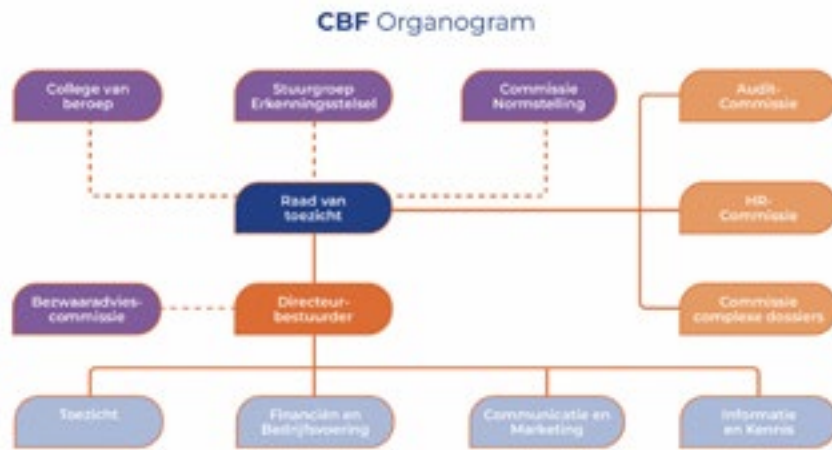 CBF Organogram
College van
beroep
Stuurgroep
Erkenningsstelsel
Commissie
Normstelling
Audit-
Commissie
Raad van
toezicht
HR-
Commissie
Bezwaaradvies-
commissie
Directeur-
bestuurder
Commissie
complexe dossiers
Toezicht
Financiën en
Bedrijfsvoering
Communicatie en
Marketing
Informatie
en Kennis